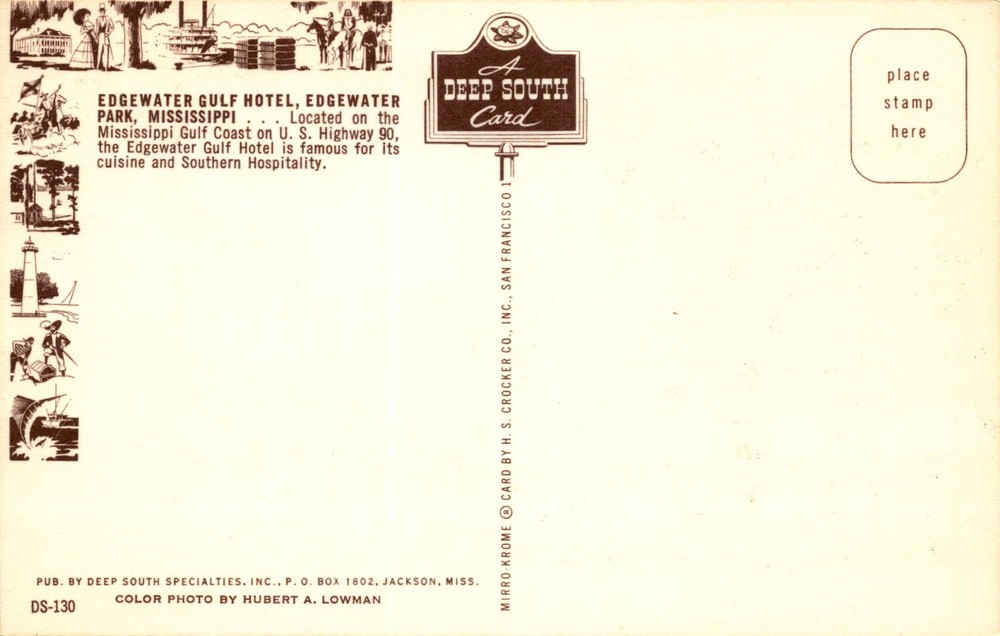 EDGEWATER GULF HOTEL, EDGEWATER
PARK, MISSISSIPPI . . . Located on the
Mississippi Gulf Coast on U. S. Highway 90,
the Edgewater Gulf Hotel is famous for its
cuisine and Southern Hospitality.
A
DEEP SOUTH
Card
place
stamp
here
MIRRO-KROME ® CARD BY H. S. CROCKER CO., INC., SAN FRANCISCO 1
PUB. BY DEEP SOUTH SPECIALTIES, INC., P. O. BOX 1802, JACKSON, MISS.
DS-130
COLOR PHOTO BY HUBERT A. LOWMAN